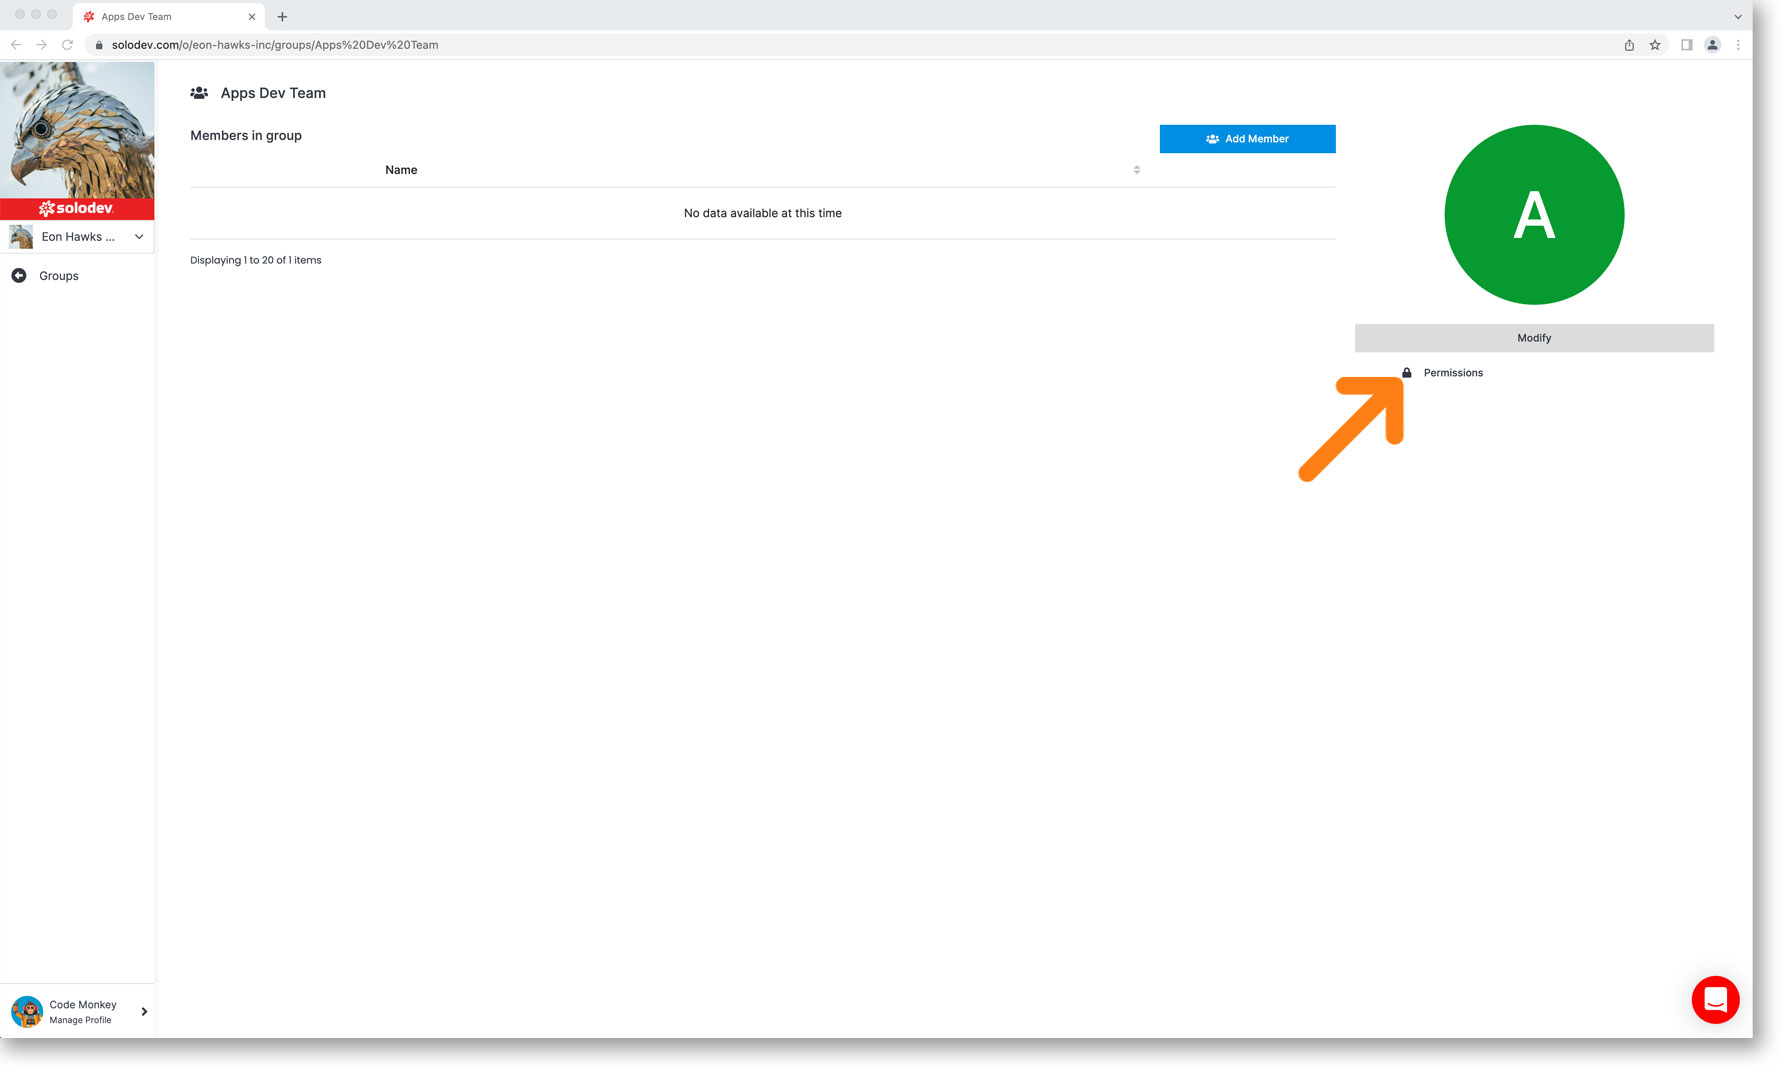 Apps Dev Team
solodev.com/o/eon-hawks-inc/groups/Apps%20Dev%20Team
solodev
Eon Hawks ...
Groups
Apps Dev Team
Members in group
Add Member
Name
No data available at this time
Displaying 1 to 20 of 1 items
A
Modify
Permissions
Code Monkey
Manage Profile